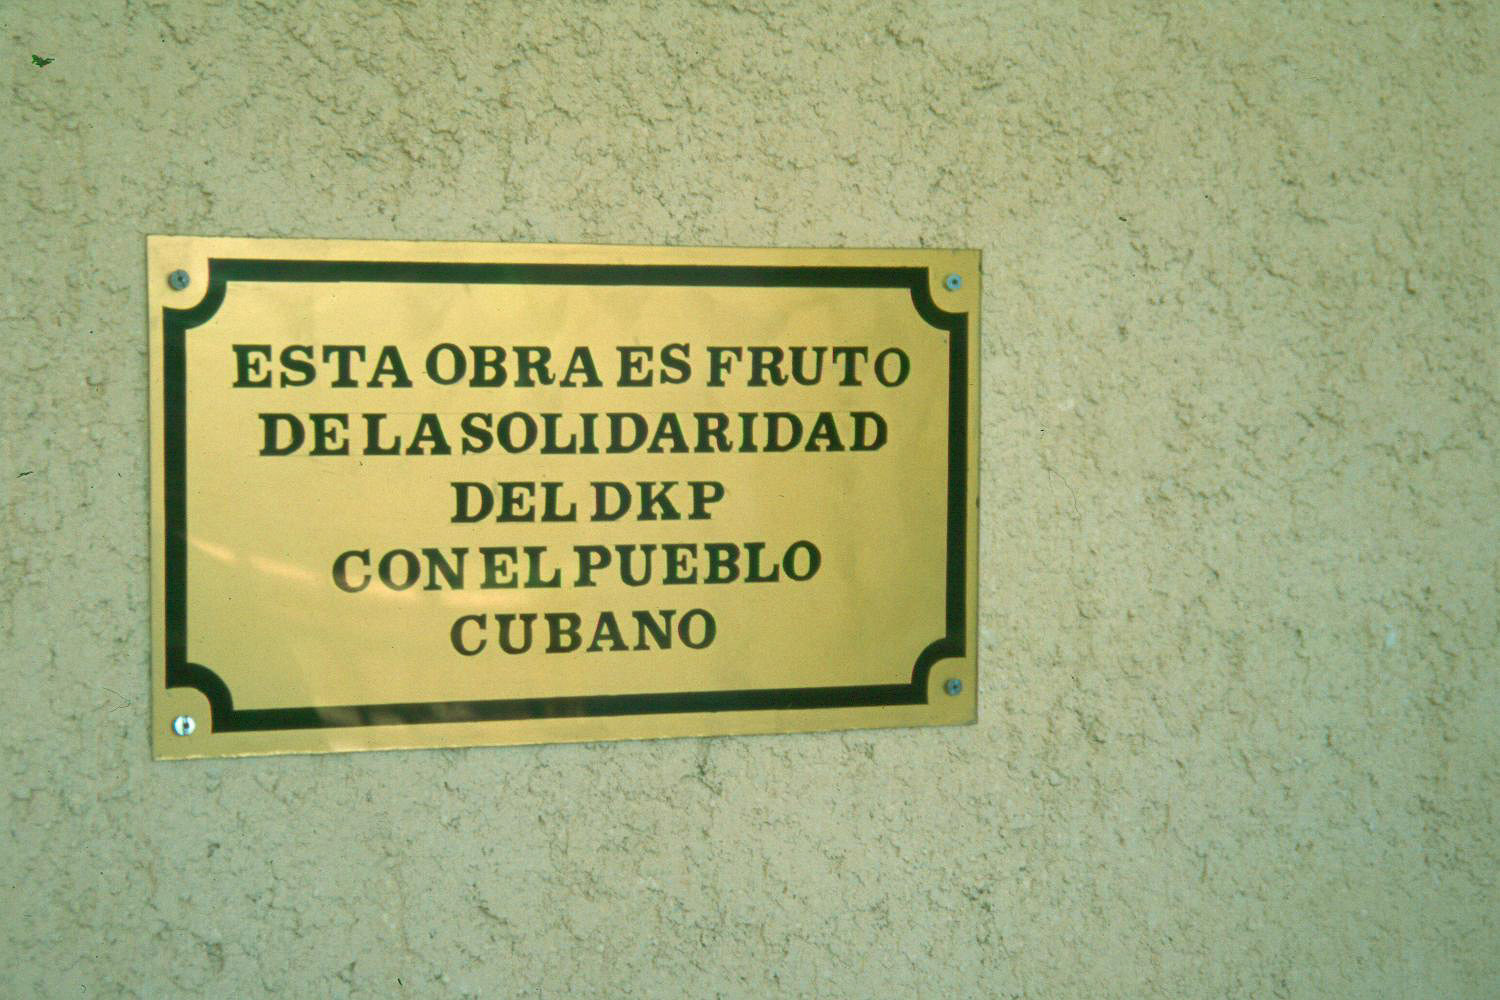 ESTA OBRA ES FRUTO
DE LA SOLIDARIDAD
DEL DKP
CON EL PUEBLO
CUBANO